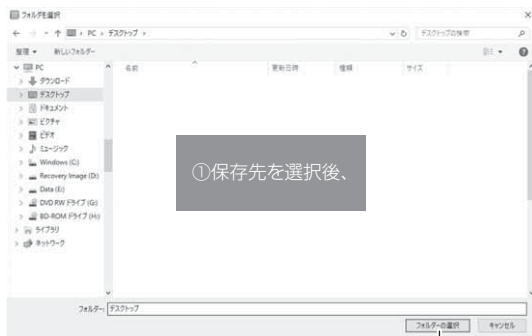 フォルダを選択
PC › デスクトップ ›
デスクトップの検索
整理 新しいフォルダー
名前 更新日時 種類 サイズ
PC
ダウンロード
デスクトップ
ドキュメント
ピクチャ
ビデオ
ミュージック
Windows (C:)
Recovery Image (D:)
Data (E:)
DVD RW ドライブ (G:)
BD-ROM ドライブ (H:)
ライブラリ
ネットワーク
①保存先を選択後、
フォルダー: デスクトップ
フォルダーの選択 キャンセル